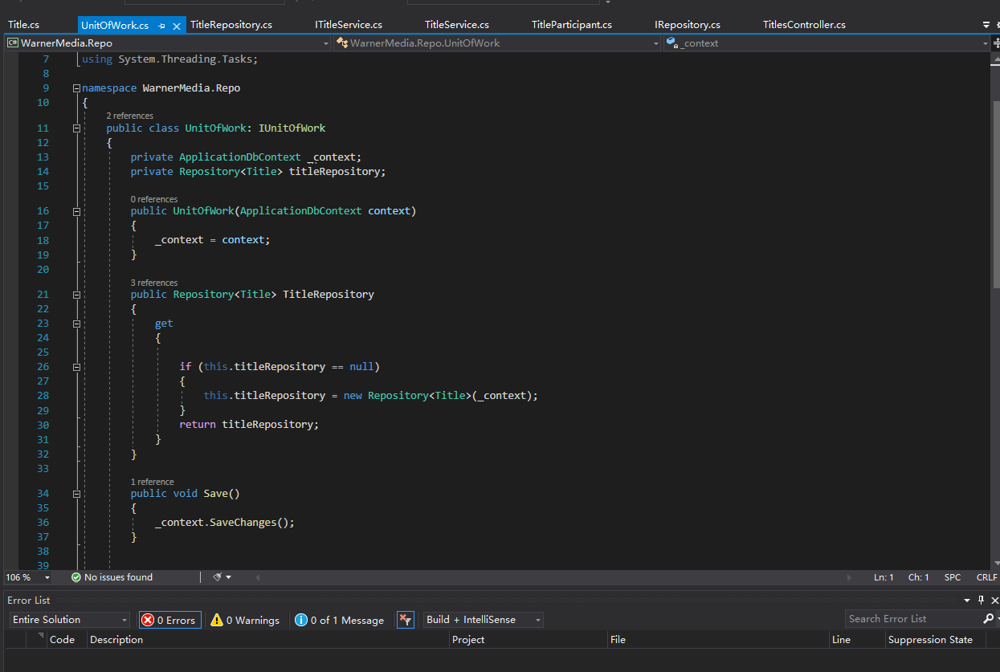 Title.cs UnitOfWork.cs TitleRepository.cs ITitleService.cs TitleService.cs TitleParticipant.cs IRepository.cs TitlesController.cs
C# WarnerMedia.Repo WarnerMedia.Repo.UnitOfWork _context
7 using System.Threading.Tasks;
8
9 namespace WarnerMedia.Repo
10 {
2 references
11 public class UnitOfWork: IUnitOfWork
12 {
13 private ApplicationDbContext _context;
14 private Repository<Title> titleRepository;
15
0 references
16 public UnitOfWork(ApplicationDbContext context)
17 {
18 _context = context;
19 }
20
3 references
21 public Repository<Title> TitleRepository
22 {
23 get
24 {
25
26 if (this.titleRepository == null)
27 {
28 this.titleRepository = new Repository<Title>(_context);
29 }
30 return titleRepository;
31 }
32 }
33
1 reference
34 public void Save()
35 {
36 _context.SaveChanges();
37 }
38
39
106 % No issues found Ln: 1 Ch: 1 SPC CRLF
Error List
Entire Solution 0 Errors 0 Warnings 0 of 1 Message Build + IntelliSense Search Error List
Code Description Project File Line Suppression State